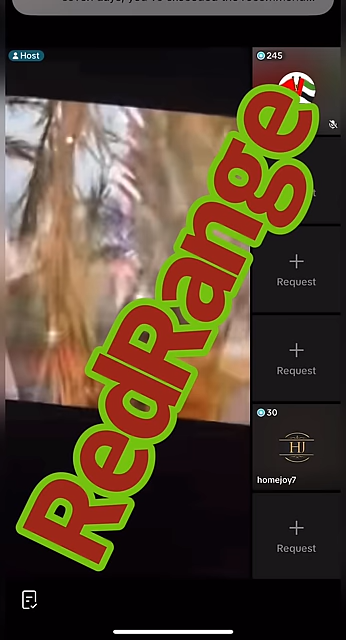 Host
245
RedRange
Request
Request
30
HJ
homejoy7
Request